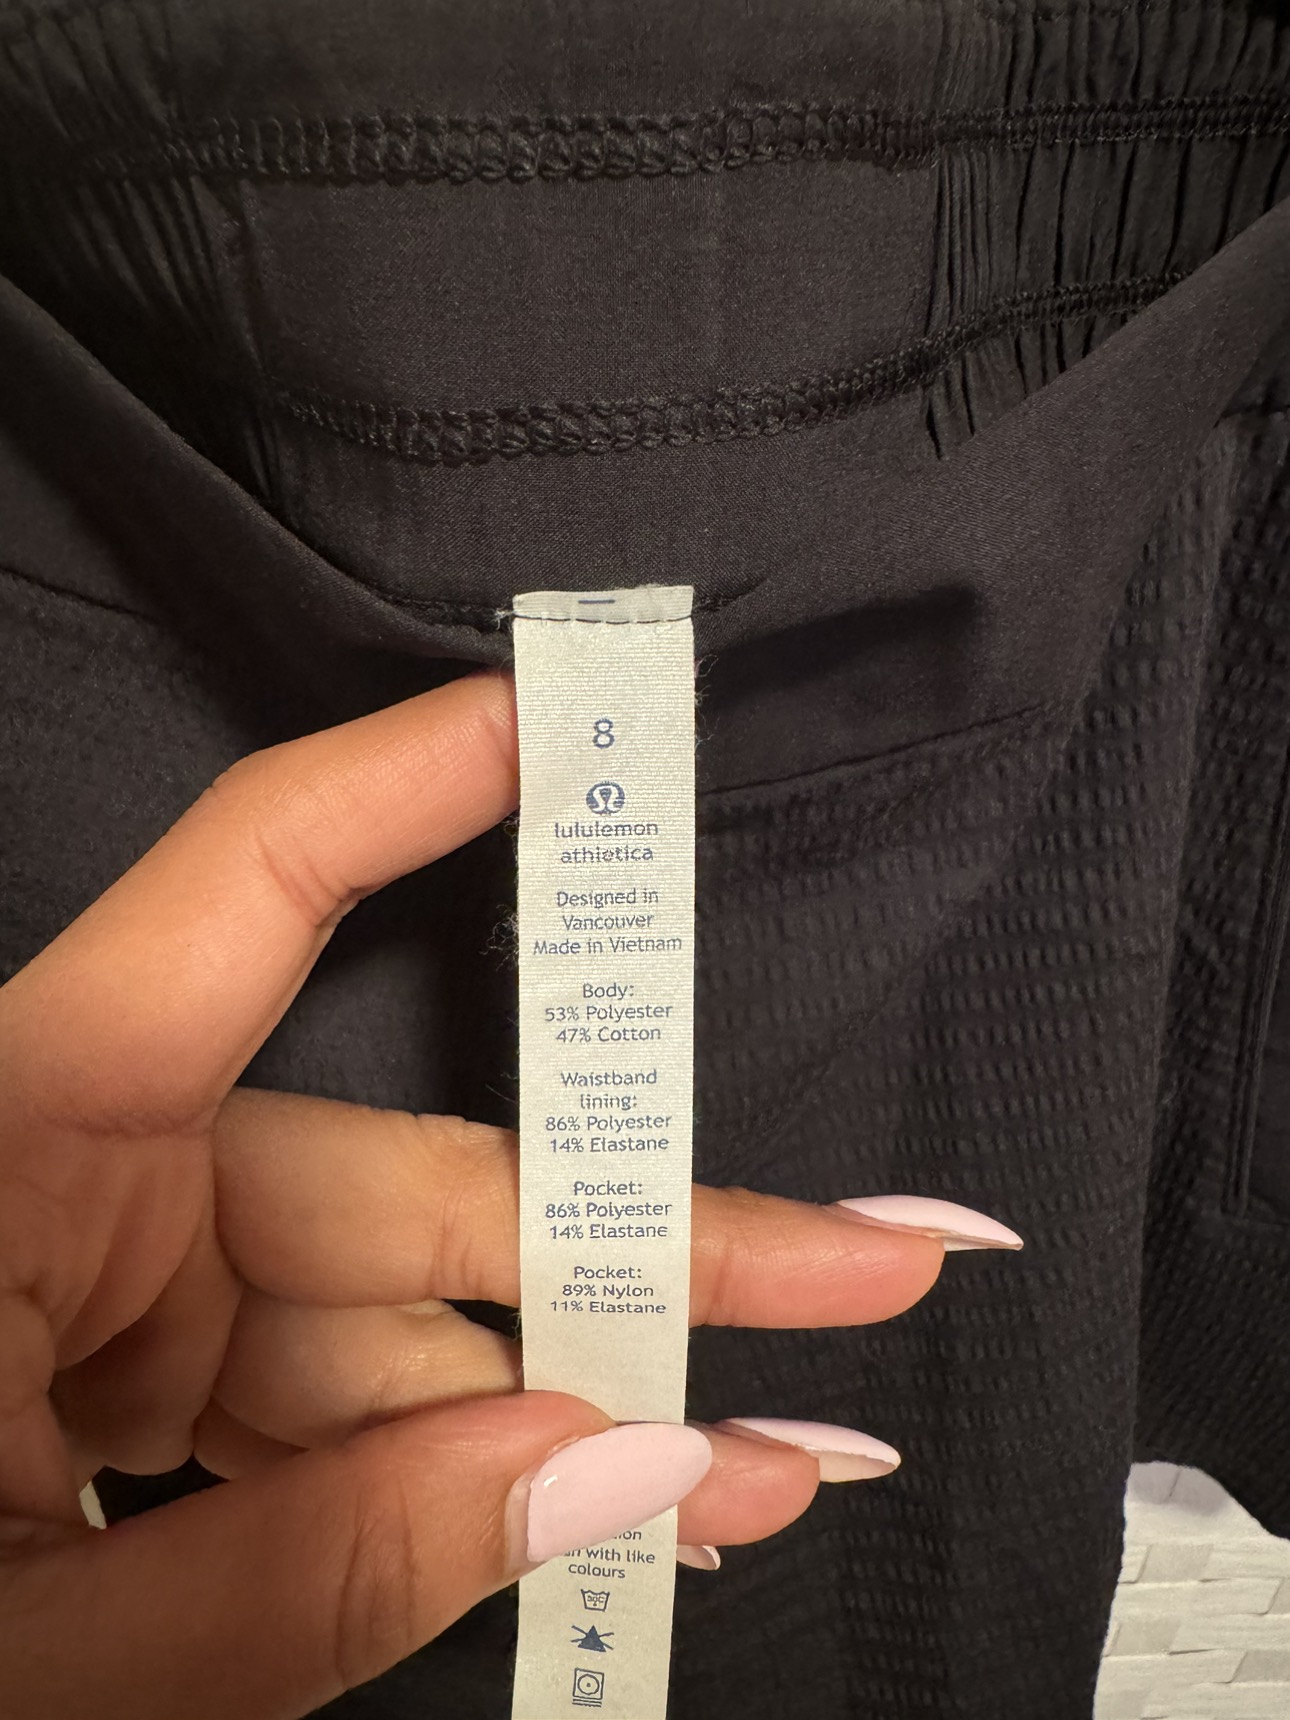 8
lululemon
athletica
Designed in
Vancouver
Made in Vietnam
Body:
53% Polyester
47% Cotton
Waistband
lining:
86% Polyester
14% Elastane
Pocket:
86% Polyester
14% Elastane
Pocket:
89% Nylon
11% Elastane
with like
colours
30C